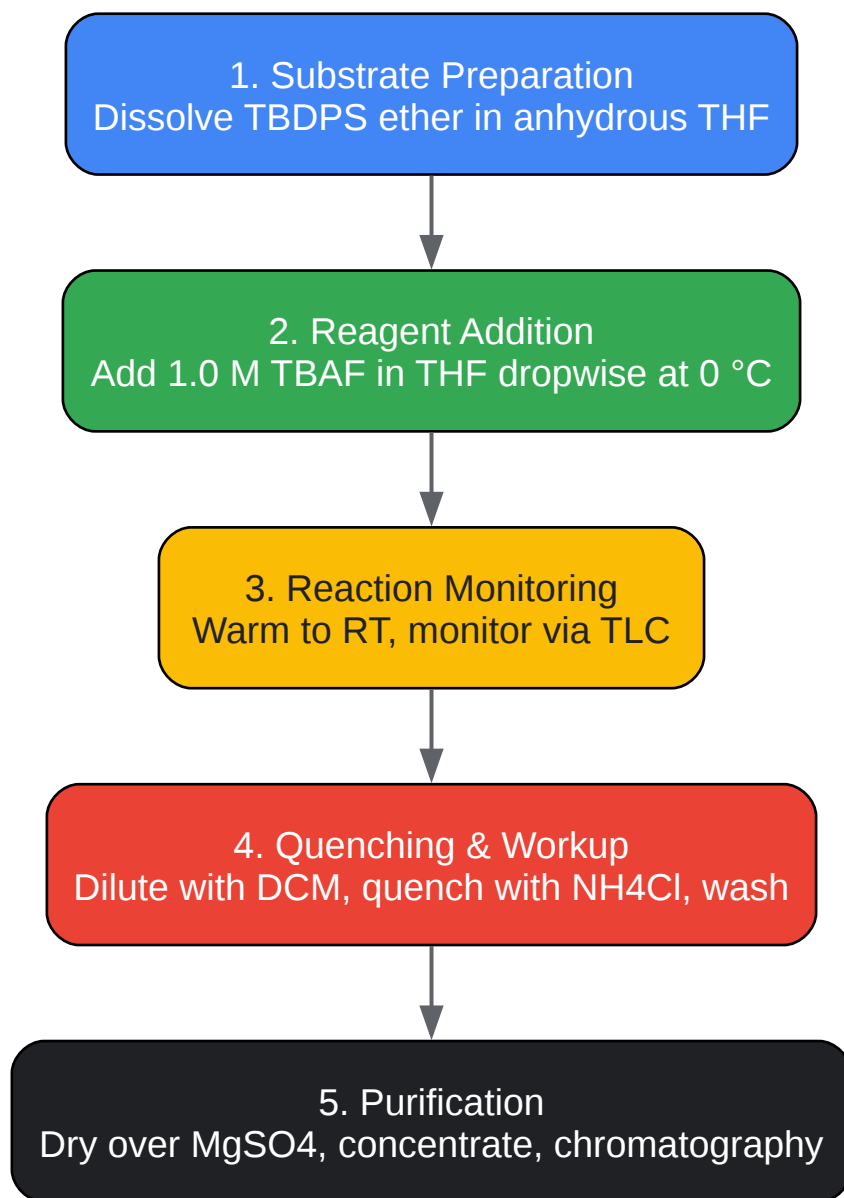 1. Substrate Preparation
Dissolve TBDPS ether in anhydrous THF
2. Reagent Addition
Add 1.0 M TBAF in THF dropwise at 0 °C
3. Reaction Monitoring
Warm to RT, monitor via TLC
4. Quenching & Workup
Dilute with DCM, quench with NH4Cl, wash
5. Purification
Dry over MgSO4, concentrate, chromatography